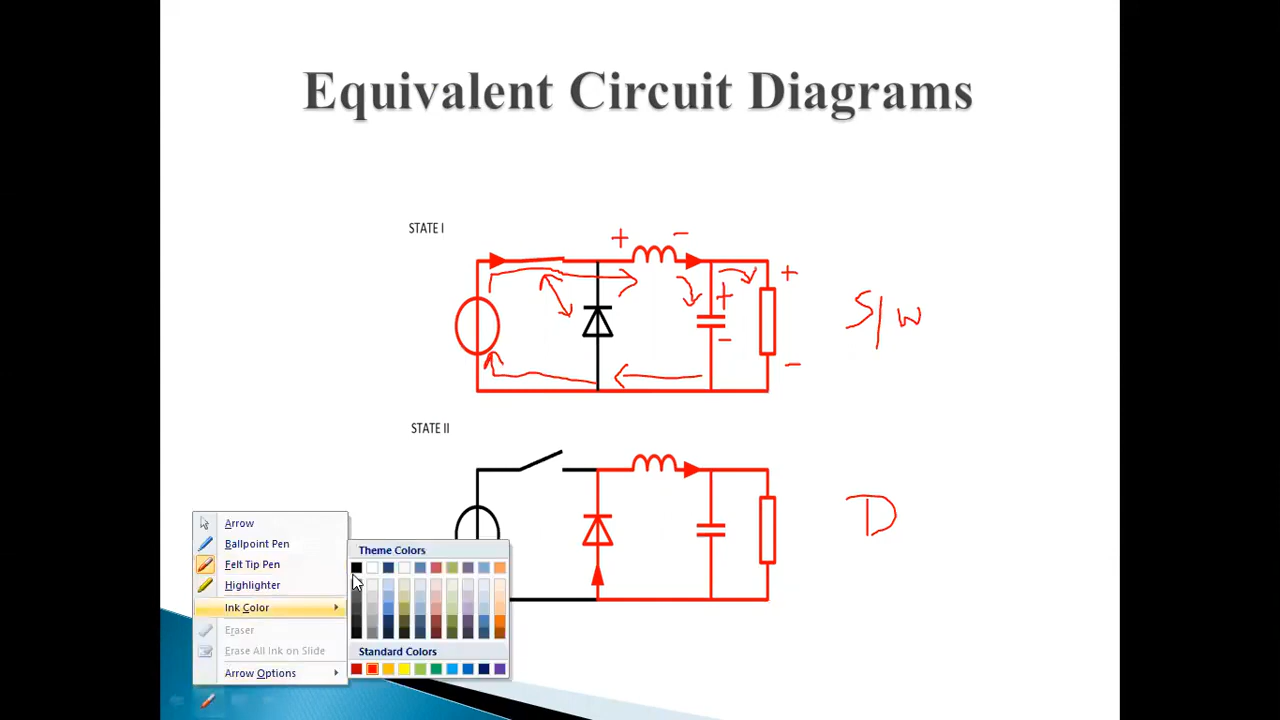 Equivalent Circuit Diagrams
STATE I
+ -
+
+
-
-
S/W
STATE II
D
Arrow
Ballpoint Pen
Felt Tip Pen
Highlighter
Ink Color
Eraser
Erase All Ink on Slide
Arrow Options
Theme Colors
Standard Colors